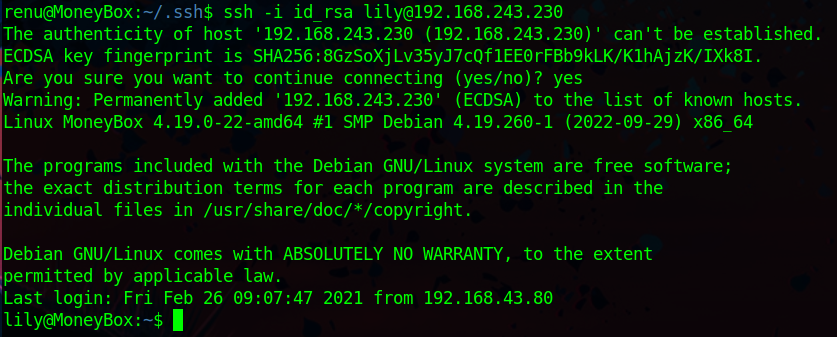 renu@MoneyBox:~/.ssh$ ssh -i id_rsa lily@192.168.243.230
The authenticity of host '192.168.243.230 (192.168.243.230)' can't be established.
ECDSA key fingerprint is SHA256:8GzSoXjLv35yJ7cQf1EE0rFBb9kLK/K1hAjzK/IXk8I.
Are you sure you want to continue connecting (yes/no)? yes
Warning: Permanently added '192.168.243.230' (ECDSA) to the list of known hosts.
Linux MoneyBox 4.19.0-22-amd64 #1 SMP Debian 4.19.260-1 (2022-09-29) x86_64
The programs included with the Debian GNU/Linux system are free software;
the exact distribution terms for each program are described in the
individual files in /usr/share/doc/*/copyright.
Debian GNU/Linux comes with ABSOLUTELY NO WARRANTY, to the extent
permitted by applicable law.
Last login: Fri Feb 26 09:07:47 2021 from 192.168.43.80
lily@MoneyBox:~$